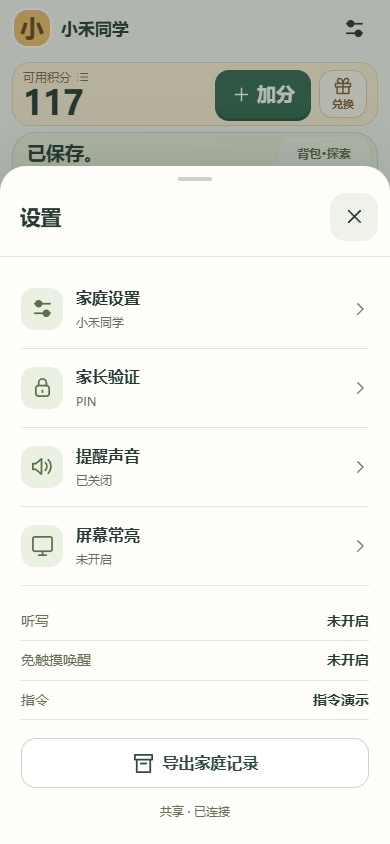 小 小禾同学
可用积分
117
+ 加分
兑换
已保存。
背包•探索
设置
家庭设置
小禾同学
家长验证
PIN
提醒声音
已关闭
屏幕常亮
未开启
听写 未开启
免触摸唤醒 未开启
指令 指令演示
导出家庭记录
共享 · 已连接